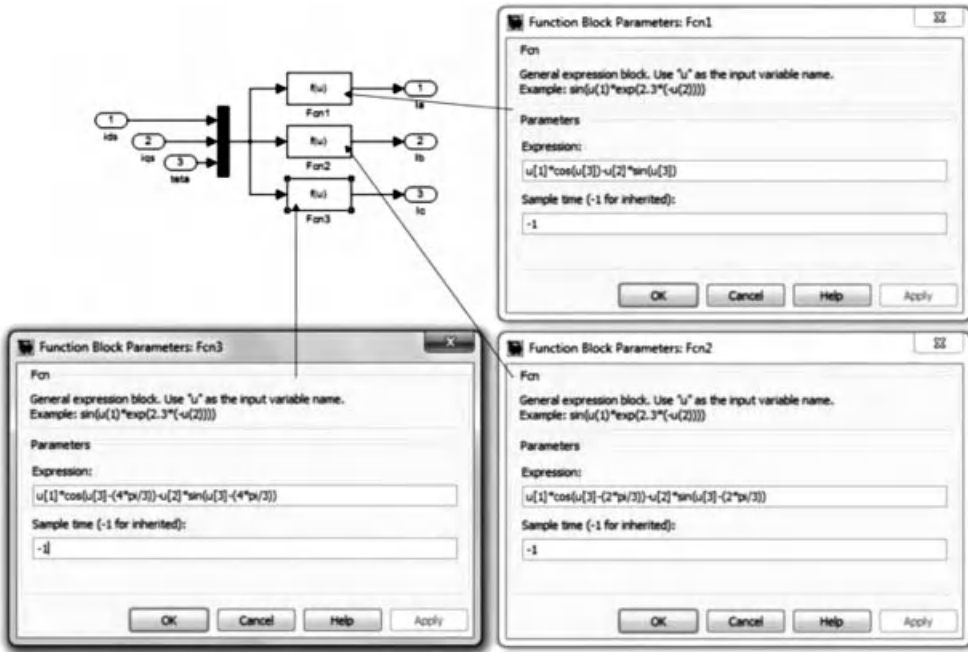 1
ids
2
iqs
3
teta
f(u)
Fcn1
1
Ia
f(u)
Fcn2
2
Ib
f(u)
Fcn3
3
Ic
Function Block Parameters: Fcn1
Fcn
General expression block. Use "u" as the input variable name.
Example: sin(u(1)*exp(2.3*(-u(2))))
Parameters
Expression:
u[1]*cos(u[3])-u[2]*sin(u[3])
Sample time (-1 for inherited):
-1
OK Cancel Help Apply
Function Block Parameters: Fcn3
Fcn
General expression block. Use "u" as the input variable name.
Example: sin(u(1)*exp(2.3*(-u(2))))
Parameters
Expression:
u[1]*cos(u[3]-(4*pi/3))-u[2]*sin(u[3]-(4*pi/3))
Sample time (-1 for inherited):
-1
OK Cancel Help Apply
Function Block Parameters: Fcn2
Fcn
General expression block. Use "u" as the input variable name.
Example: sin(u(1)*exp(2.3*(-u(2))))
Parameters
Expression:
u[1]*cos(u[3]-(2*pi/3))-u[2]*sin(u[3]-(2*pi/3))
Sample time (-1 for inherited):
-1
OK Cancel Help Apply